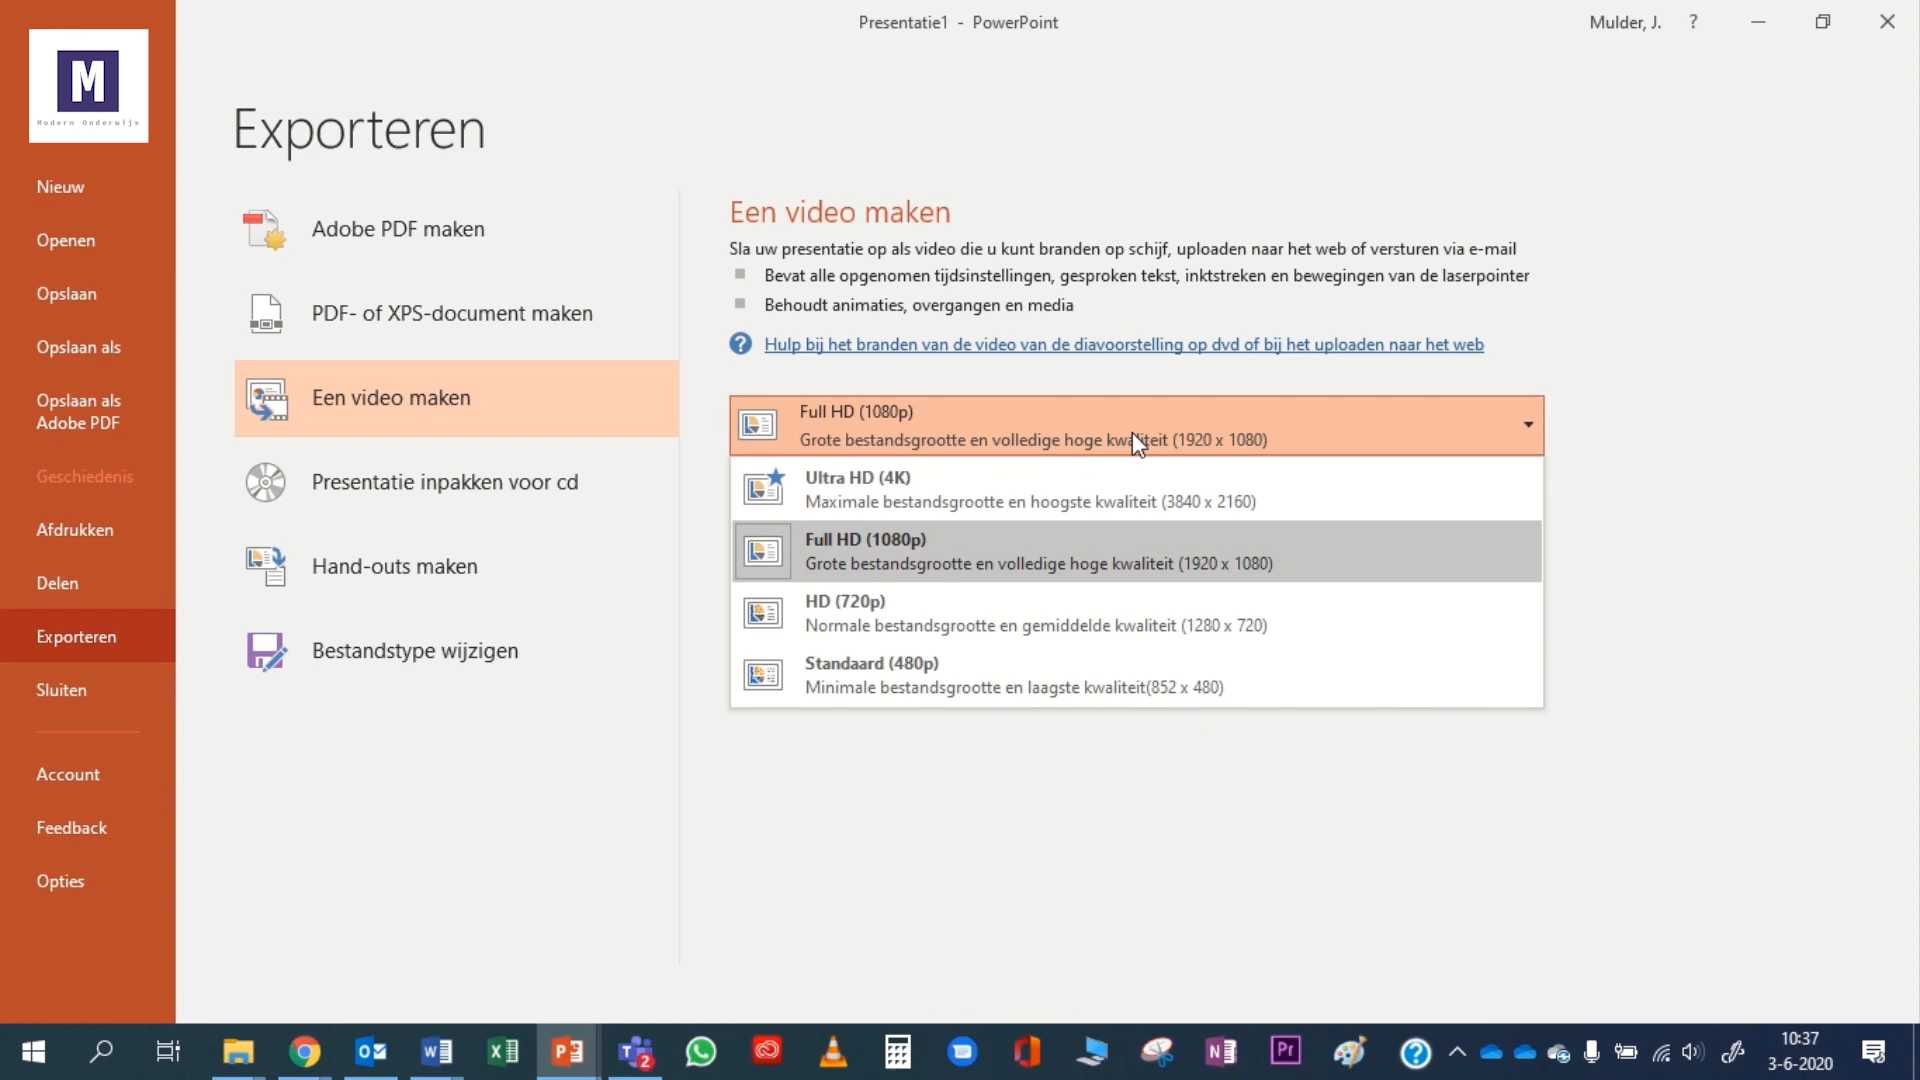 Presentatie1 - PowerPoint
Mulder, J.
?
M
Modern Onderwijs
Nieuw
Openen
Opslaan
Opslaan als
Opslaan als
Adobe PDF
Geschiedenis
Afdrukken
Delen
Exporteren
Sluiten
Account
Feedback
Opties
Exporteren
Adobe PDF maken
PDF- of XPS-document maken
Een video maken
Presentatie inpakken voor cd
Hand-outs maken
Bestandstype wijzigen
Een video maken
Sla uw presentatie op als video die u kunt branden op schijf, uploaden naar het web of versturen via e-mail
Bevat alle opgenomen tijdsinstellingen, gesproken tekst, inktstreken en bewegingen van de laserpointer
Behoudt animaties, overgangen en media
? Hulp bij het branden van de video van de diavoorstelling op dvd of bij het uploaden naar het web
Full HD (1080p)
Grote bestandsgrootte en volledige hoge kwaliteit (1920 x 1080)
Ultra HD (4K)
Maximale bestandsgrootte en hoogste kwaliteit (3840 x 2160)
Full HD (1080p)
Grote bestandsgrootte en volledige hoge kwaliteit (1920 x 1080)
HD (720p)
Normale bestandsgrootte en gemiddelde kwaliteit (1280 x 720)
Standaard (480p)
Minimale bestandsgrootte en laagste kwaliteit(852 x 480)
2
Pr
?
10:37
3-6-2020